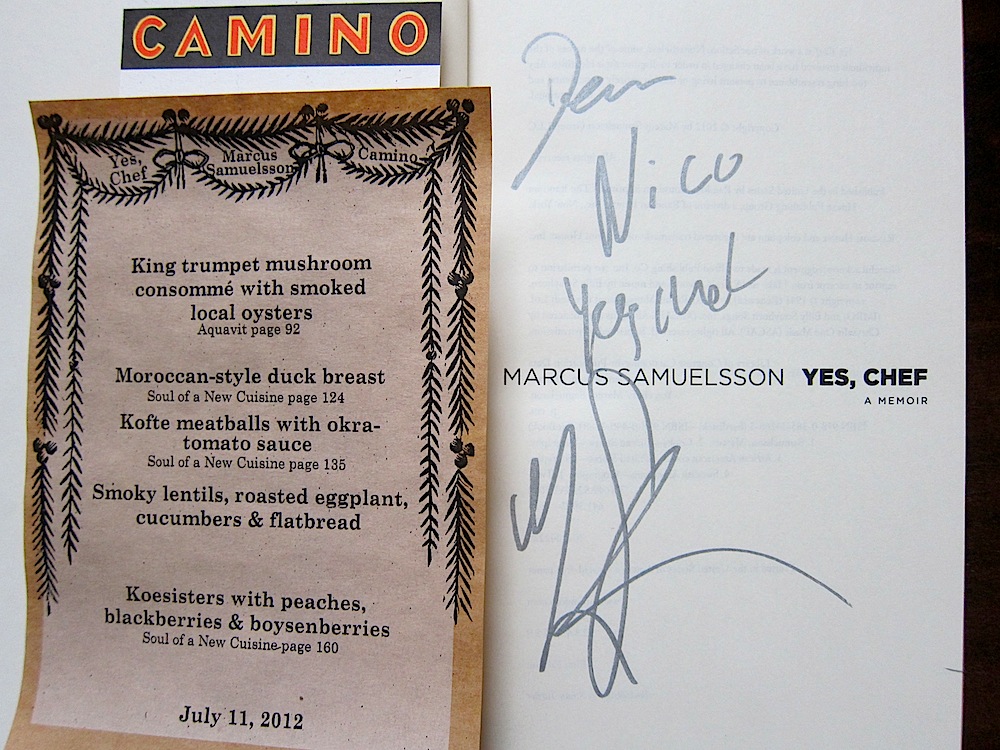 CAMINO
Yes,
Chef
Marcus
Samuelsson
Camino
King trumpet mushroom
consommé with smoked
local oysters
Aquavit page 92
Moroccan-style duck breast
Soul of a New Cuisine page 124
Kofte meatballs with okra-
tomato sauce
Soul of a New Cuisine page 135
Smoky lentils, roasted eggplant,
cucumbers & flatbread
Koesisters with peaches,
blackberries & boysenberries
Soul of a New Cuisine page 160
July 11, 2012
Dear
Nico
Yes Chef
MARCUS SAMUELSSON YES, CHEF
A MEMOIR